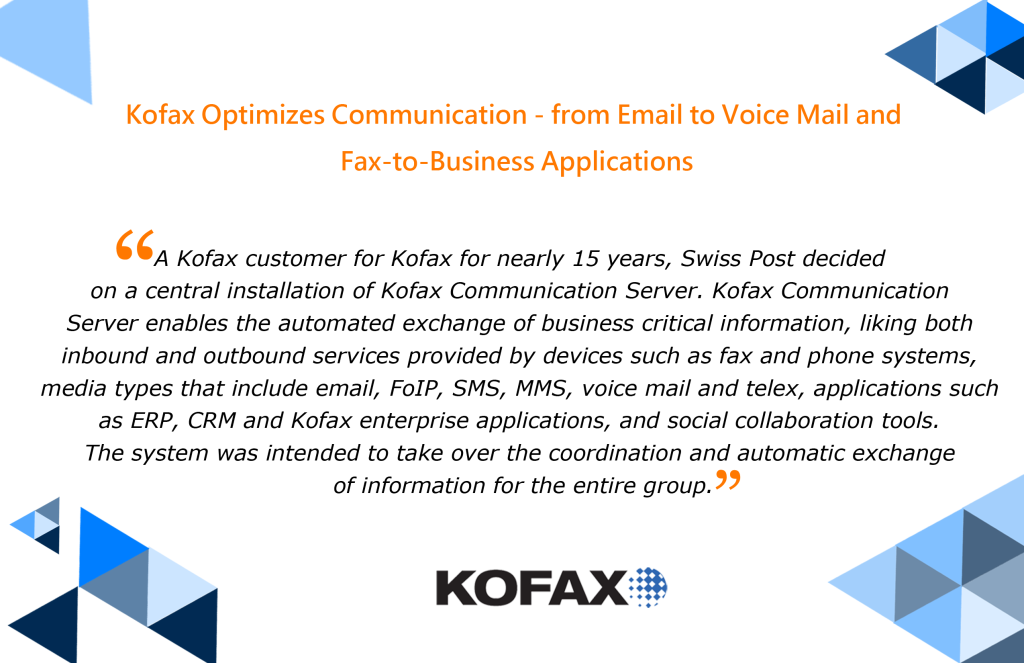 Kofax Optimizes Communication - from Email to Voice Mail and
Fax-to-Business Applications
“A Kofax customer for Kofax for nearly 15 years, Swiss Post decided
on a central installation of Kofax Communication Server. Kofax Communication
Server enables the automated exchange of business critical information, liking both
inbound and outbound services provided by devices such as fax and phone systems,
media types that include email, FoIP, SMS, MMS, voice mail and telex, applications such
as ERP, CRM and Kofax enterprise applications, and social collaboration tools.
The system was intended to take over the coordination and automatic exchange
of information for the entire group.”
KOFAX